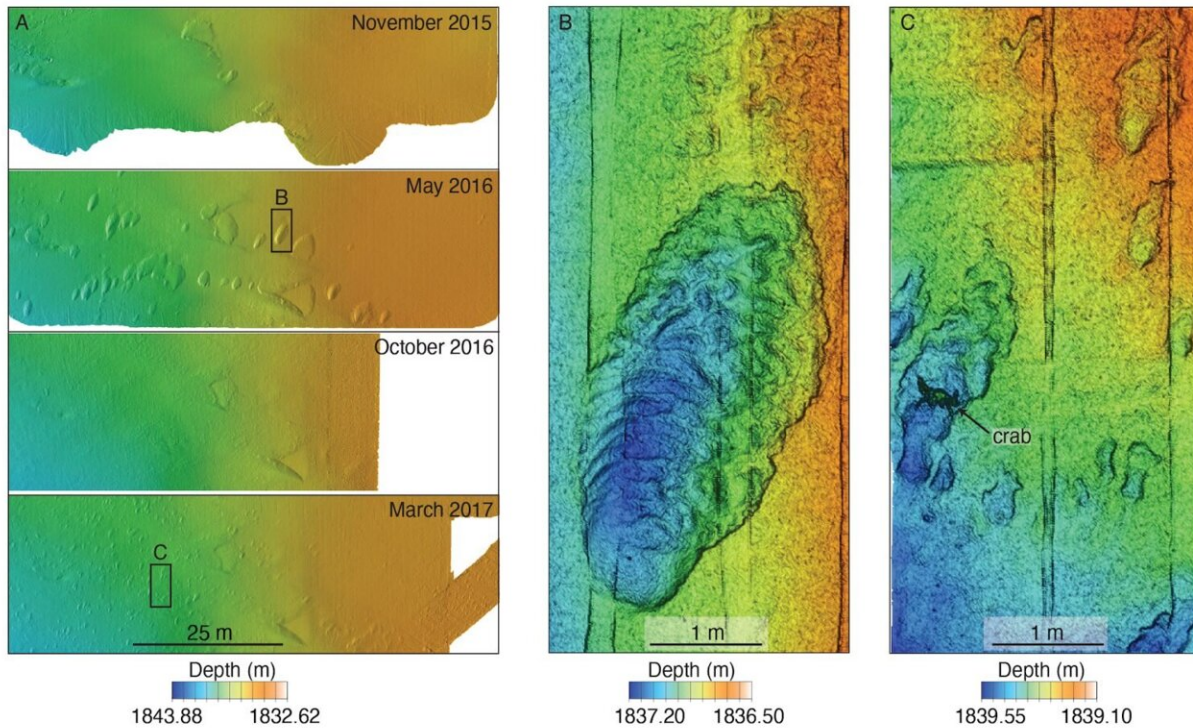 A
November 2015
May 2016
B
October 2016
March 2017
C
25 m
Depth (m)
1843.88 1832.62
B
1 m
Depth (m)
1837.20 1836.50
C
crab
1 m
Depth (m)
1839.55 1839.10